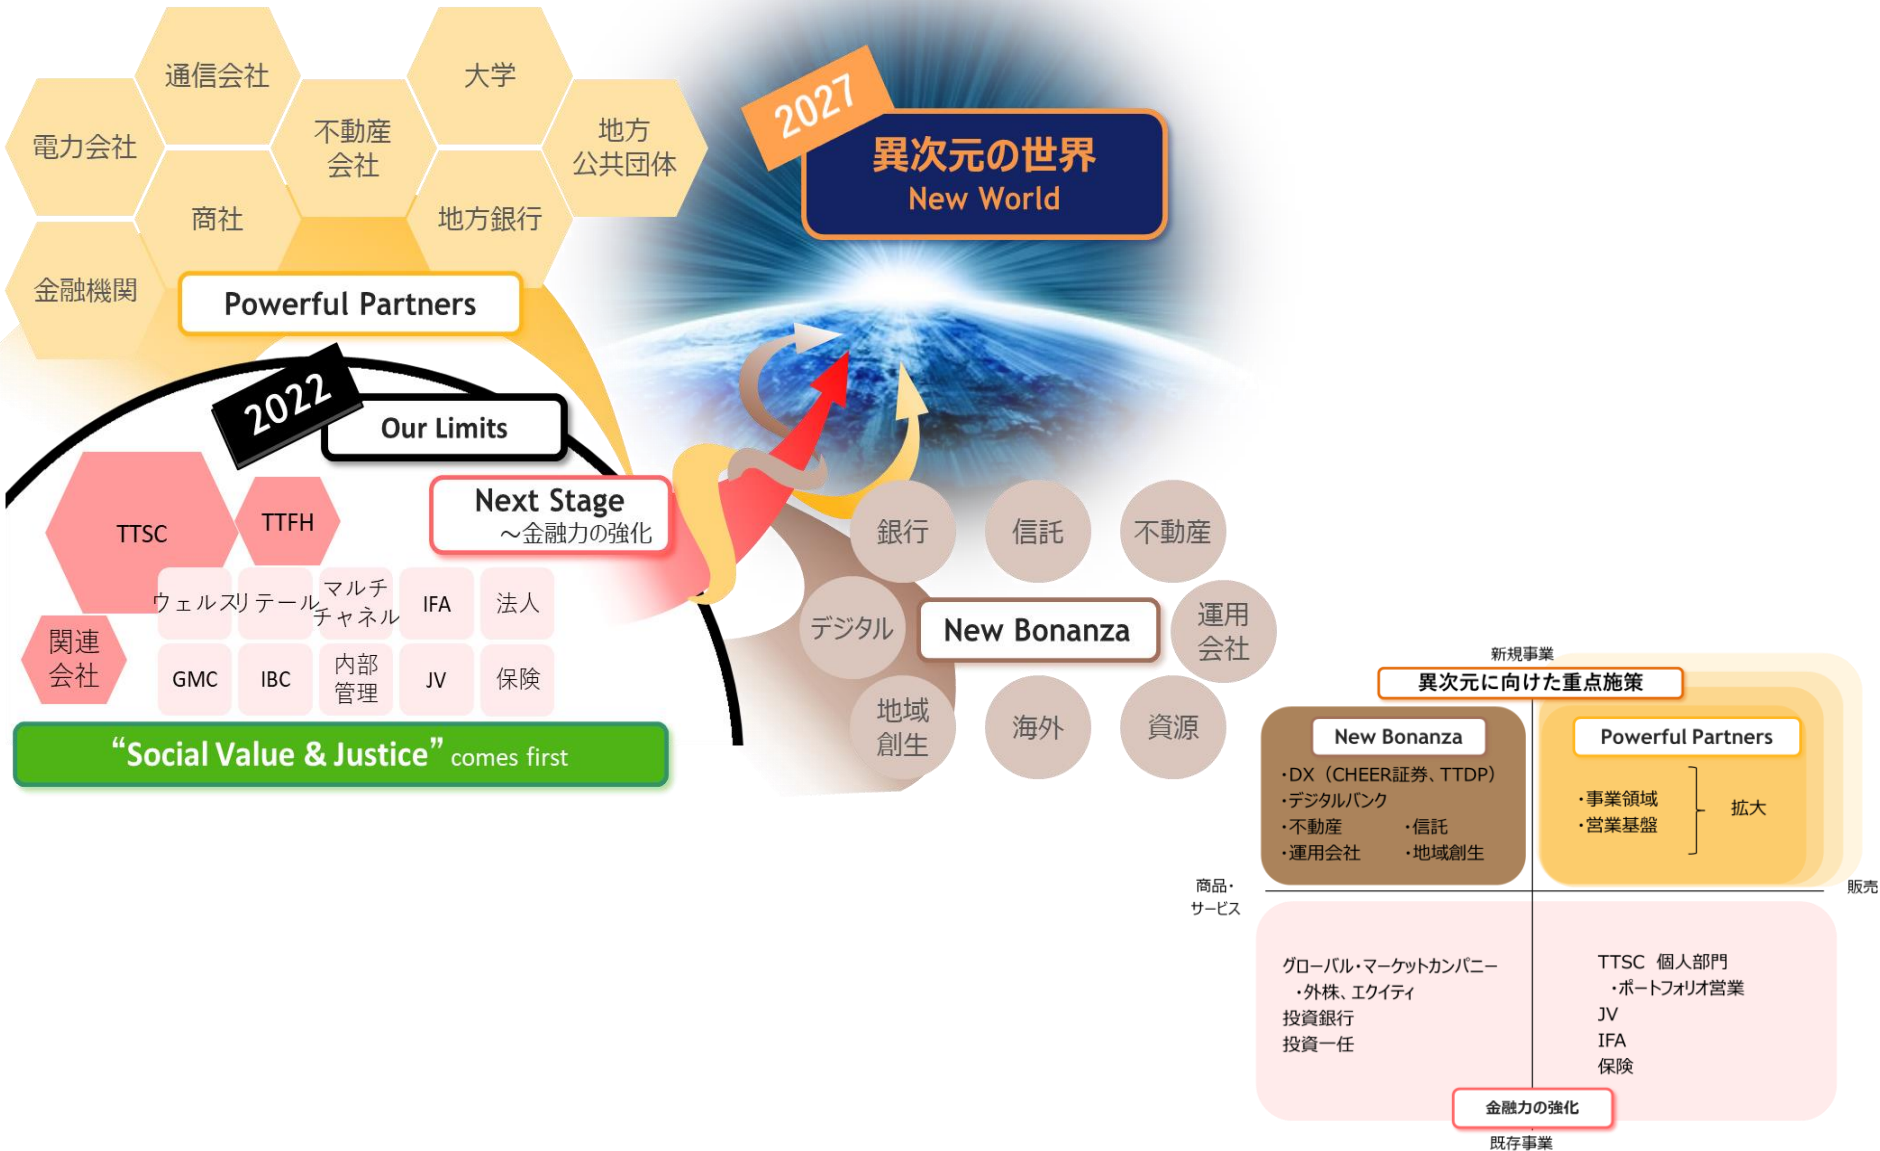 通信会社
大学
電力会社
不動産
会社
地方
公共団体
商社
地方銀行
金融機関
Powerful Partners
2027
異次元の世界
New World
2022
Our Limits
Next Stage
～金融力の強化
TTSC
TTFH
関連
会社
ウェルス
リテール
マルチ
チャネル
IFA
法人
GMC
IBC
内部
管理
JV
保険
“Social Value & Justice” comes first
銀行
信託
不動産
デジタル
New Bonanza
運用
会社
地域
創生
海外
資源
新規事業
異次元に向けた重点施策
New Bonanza
・DX（CHEER証券、TTDP）
・デジタルバンク
・不動産 ・信託
・運用会社 ・地域創生
Powerful Partners
・事業領域
・営業基盤
拡大
商品・
サービス
販売
グローバル・マーケットカンパニー
・外株、エクイティ
投資銀行
投資一任
TTSC 個人部門
・ポートフォリオ営業
JV
IFA
保険
金融力の強化
既存事業